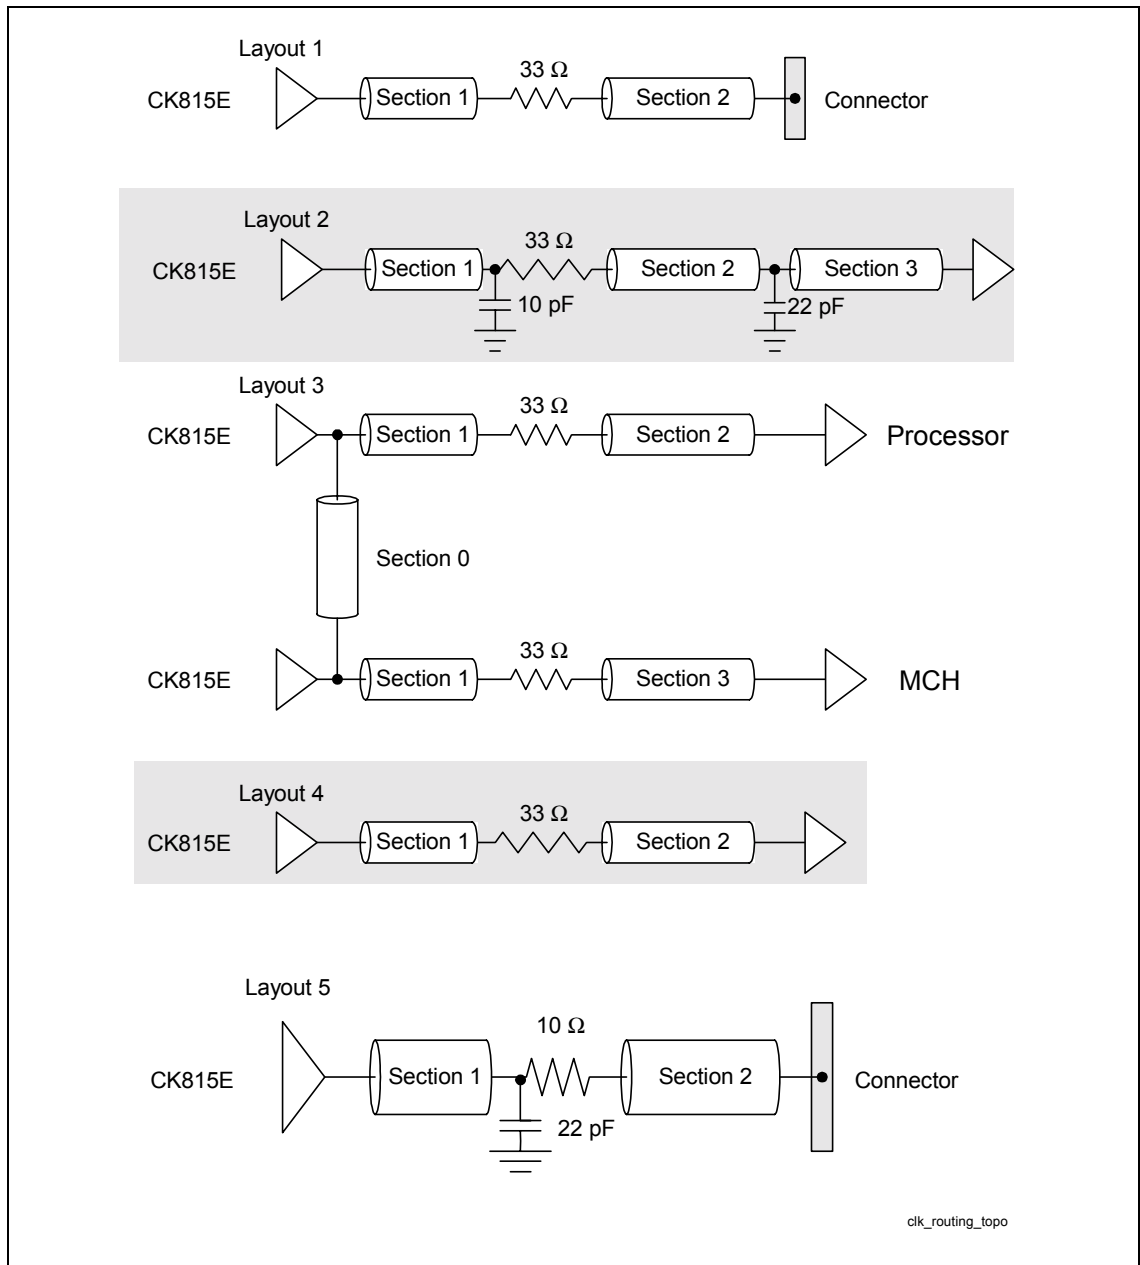 Layout 1
33 Ω
CK815E
Section 1
Section 2
Connector
Layout 2
33 Ω
CK815E
Section 1
Section 2
Section 3
10 pF
22 pF
Layout 3
33 Ω
CK815E
Section 1
Section 2
Processor
Section 0
33 Ω
CK815E
Section 1
Section 3
MCH
Layout 4
33 Ω
CK815E
Section 1
Section 2
Layout 5
10 Ω
CK815E
Section 1
Section 2
Connector
22 pF
clk_routing_topo